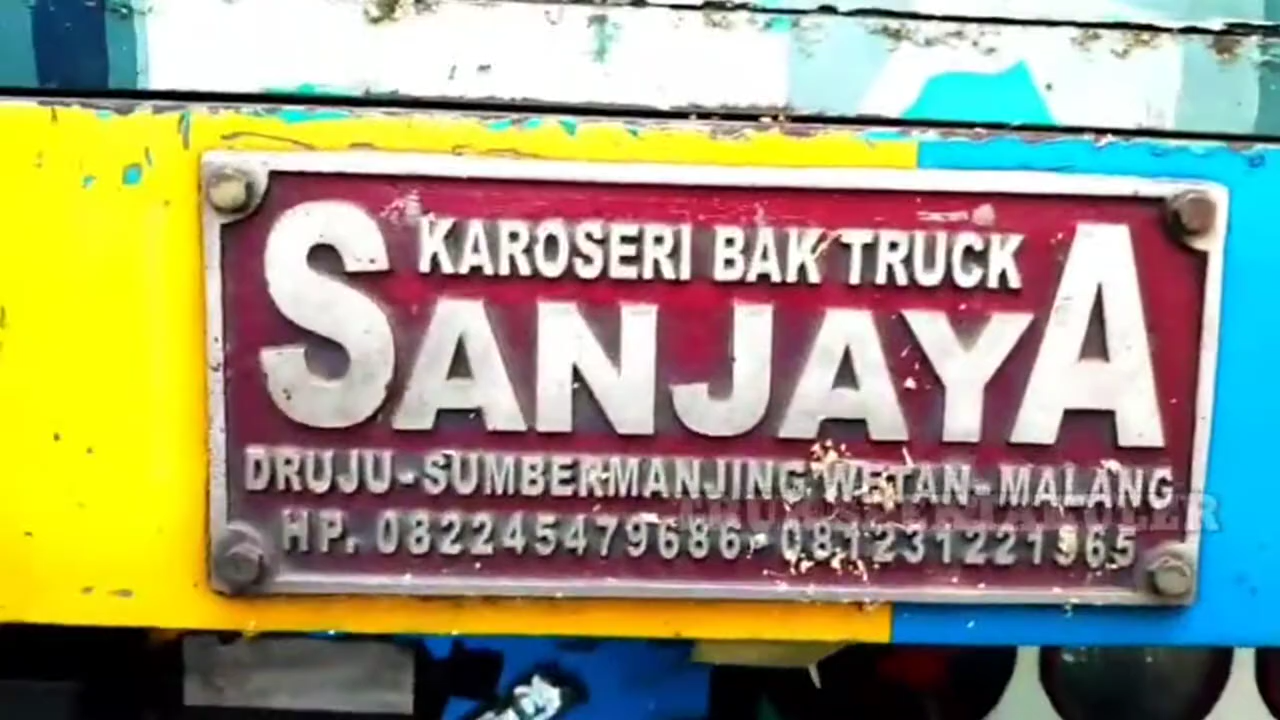 KAROSERI BAK TRUCK
SANJAYA
DRUJU-SUMBERMANJING WETAN-MALANG
HP. 082245479686-081231221965